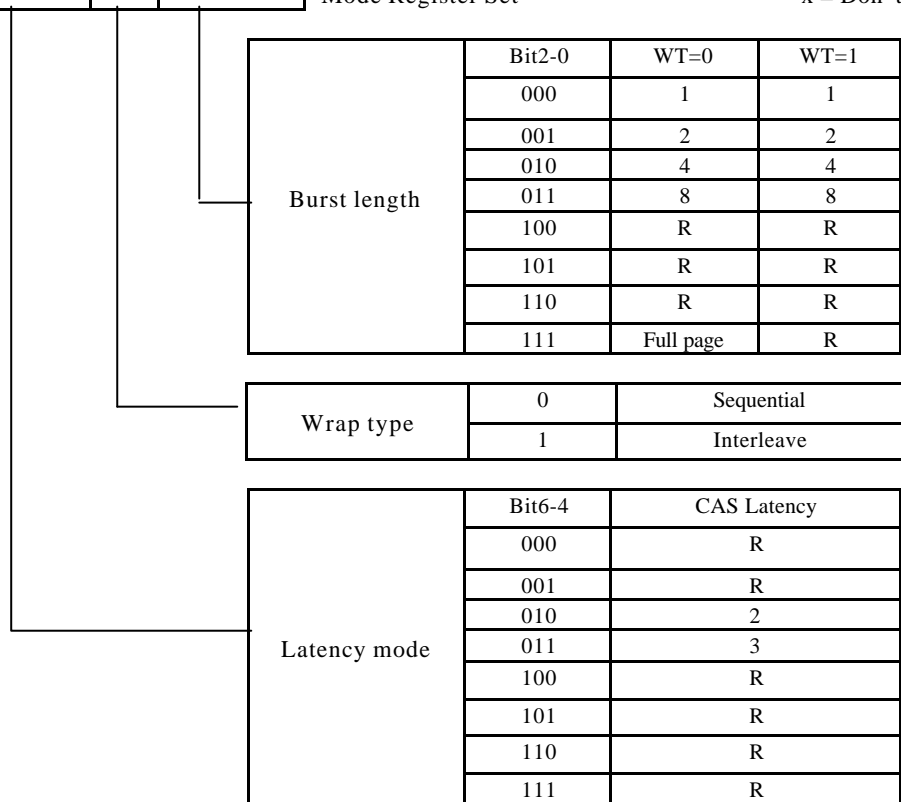 Mode Register Set x = Don't
Bit2-0 WT=0 WT=1
000 1 1
001 2 2
010 4 4
Burst length 011 8 8
100 R R
101 R R
110 R R
111 Full page R
Wrap type 0 Sequential
1 Interleave
Bit6-4 CAS Latency
000 R
001 R
010 2
Latency mode 011 3
100 R
101 R
110 R
111 R